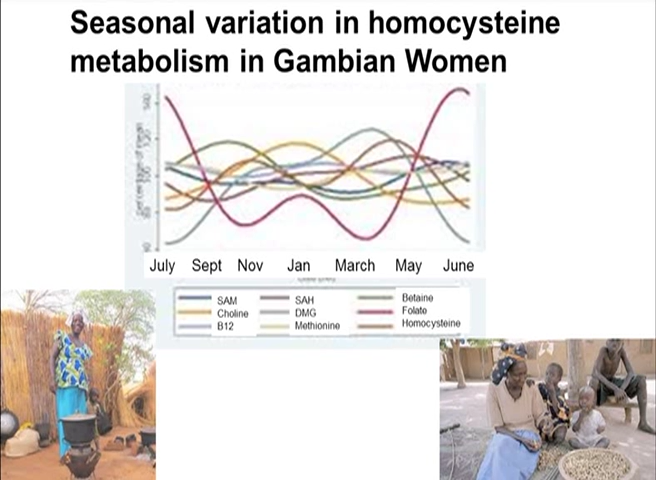 Seasonal variation in homocysteine
metabolism in Gambian Women
July Sept Nov Jan March May June
SAM SAH Betaine
Choline DMG Folate
B12 Methionine Homocysteine